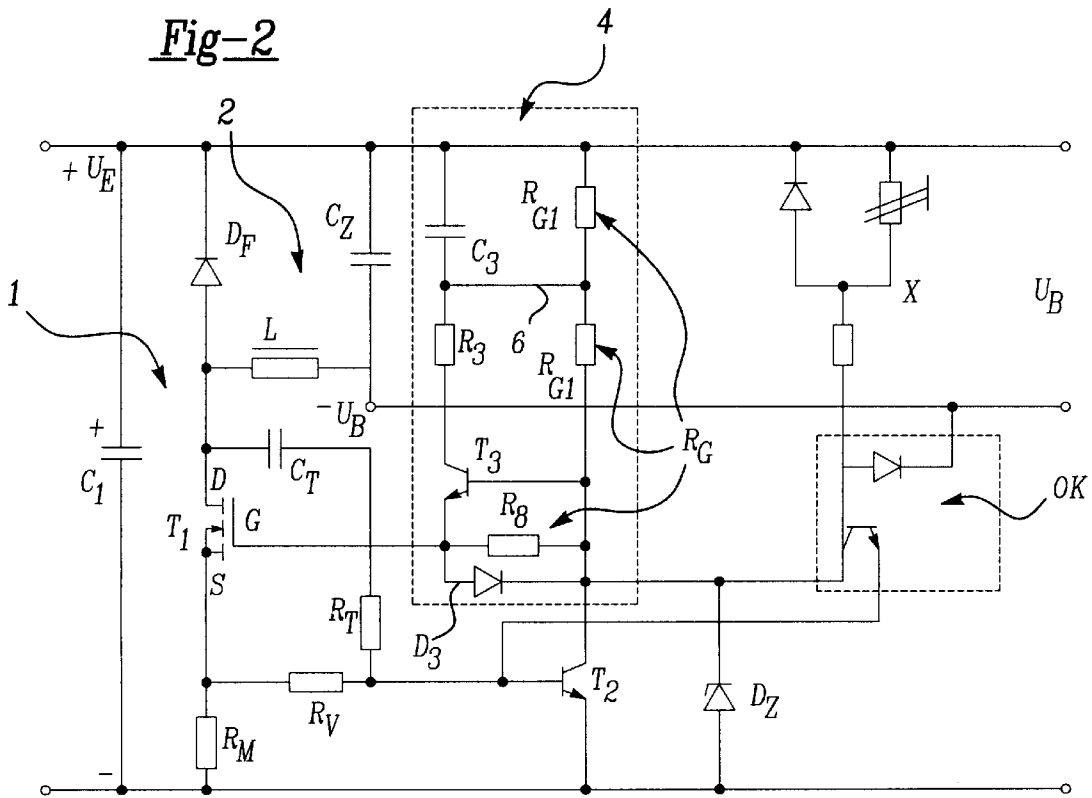 Fig-2
4
2
+ U_E
C_Z
R_G1
D_F
C_3
1
L
X
U_B
6
R_3
R_G1
- U_B
+
C_1
C_T
T_3
R_G
D
G
R_8
OK
T_1
S
R_T
D_3
T_2
D_Z
R_V
R_M
-